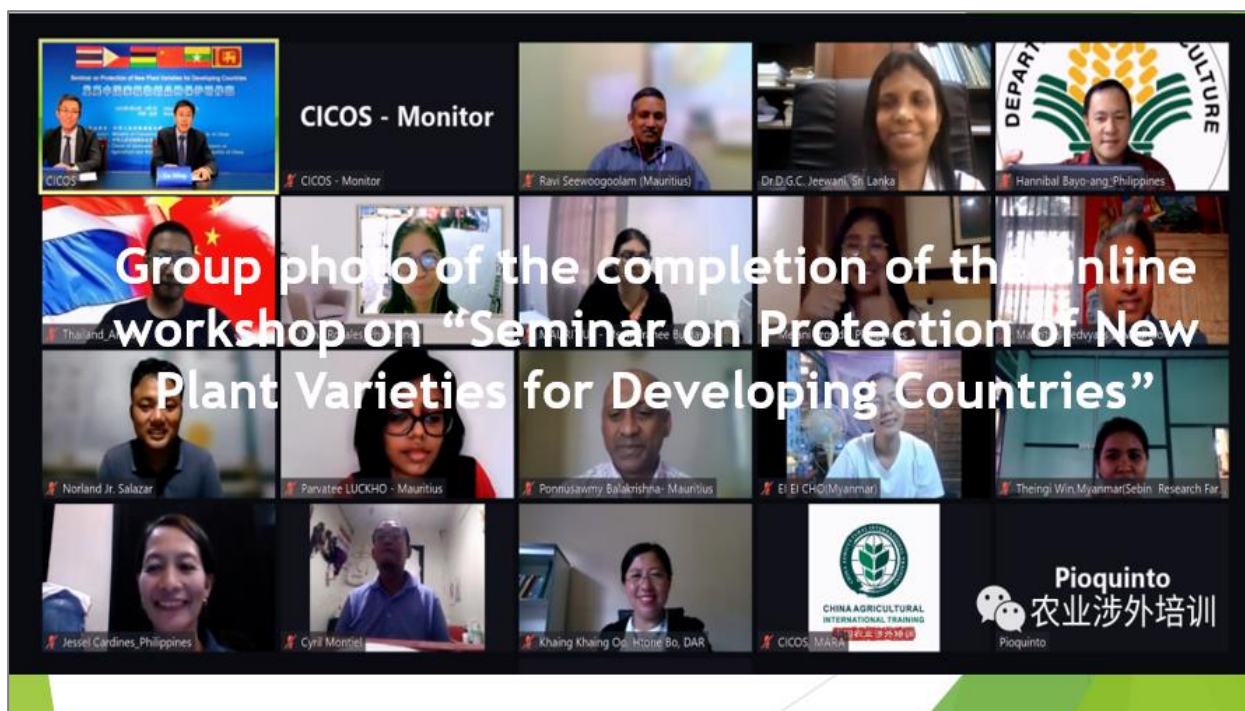 Seminar on Protection of New Plant Varieties for Developing Countries
CICOS
CICOS - Monitor
CICOS - Monitor
Ravi Seewoogoolam (Mauritius)
Dr.D.G.C. Jeewani, Sri Lanka
DEPAR
CULTURE
Hannibal Bayo-ang_Philippines
Group photo of the completion of the online
workshop on “Seminar on Protection of New
Plant Varieties for Developing Countries”
Norland Jr. Salazar
Parvatee LUCKHO - Mauritius
Ponnusawmy Balakrishna- Mauritius
EI EI CHO(Myanmar)
Theingi Win,Myanmar(Sebin Research Far...
Jessel Cardines_Philippines
Cyril Montiel
Khaing Khaing Oo, Htone Bo, DAR
CHINA AGRICULTURAL
INTERNATIONAL TRAINING
CICOS, MARA
Pioquinto
农业涉外培训
Pioquinto